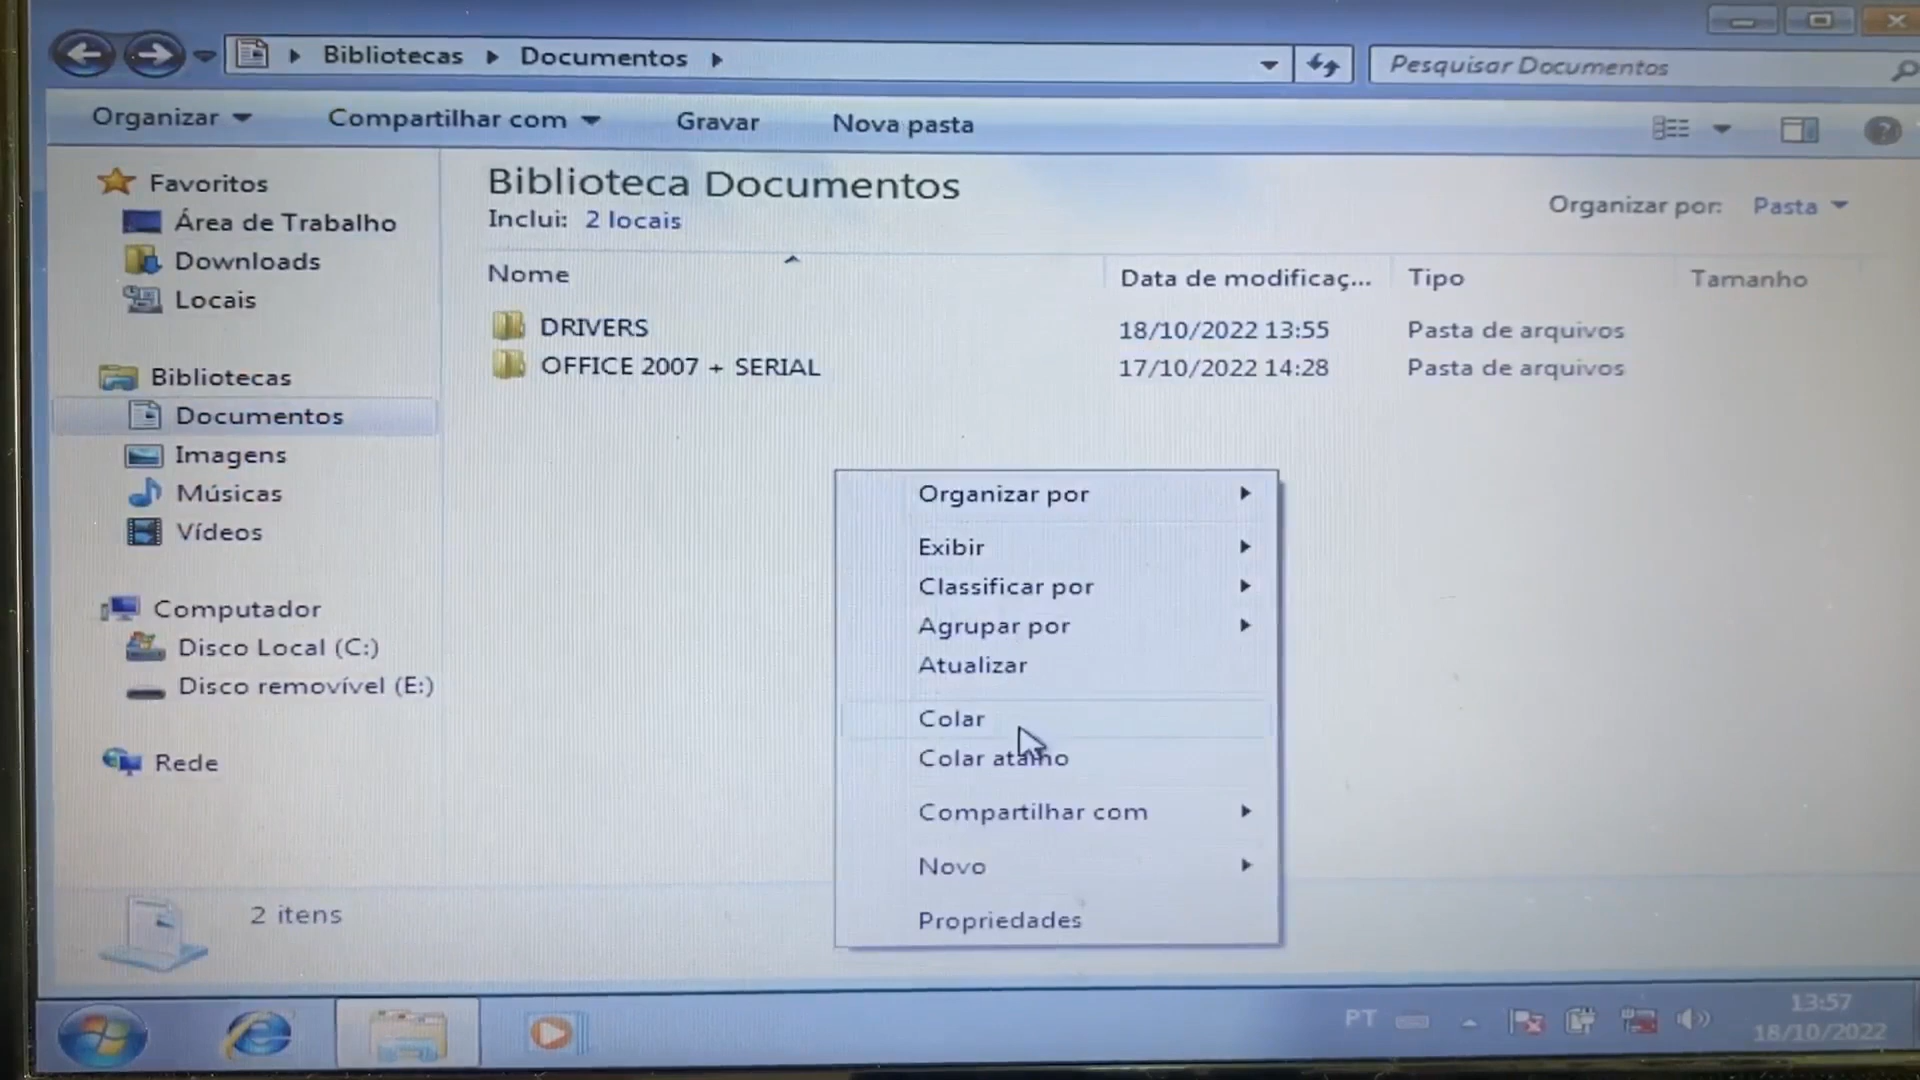 Bibliotecas
Documentos
Pesquisar Documentos
Organizar
Compartilhar com
Gravar
Nova pasta
Favoritos
Área de Trabalho
Downloads
Locais
Bibliotecas
Documentos
Imagens
Músicas
Vídeos
Computador
Disco Local (C:)
Disco removível (E:)
Rede
Biblioteca Documentos
Inclui: 2 locais
Organizar por: Pasta
Nome Data de modificaç... Tipo Tamanho
DRIVERS 18/10/2022 13:55 Pasta de arquivos
OFFICE 2007 + SERIAL 17/10/2022 14:28 Pasta de arquivos
Organizar por
Exibir
Classificar por
Agrupar por
Atualizar
Colar
Colar atalho
Compartilhar com
Novo
Propriedades
2 itens
PT
13:57
18/10/2022